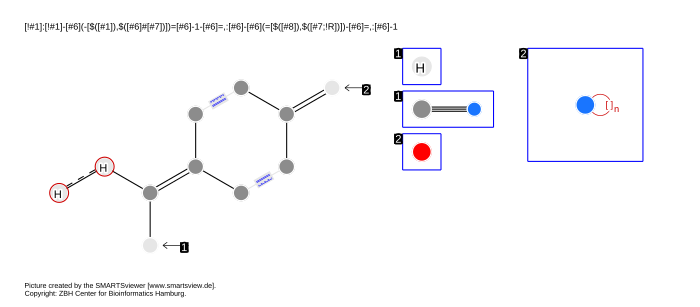 [!#1]:[!#1]-[#6](-[$([#1]),$([#6]#[#7])])=[#6]-1-[#6]=,:[#6]-[#6](=[$([#8]),$([#7;!R])])-[#6]=,:[#6]-1
1
H
2
1
2
[]n
2
H
H
1
Picture created by the SMARTSviewer [www.smartsview.de].
Copyright: ZBH Center for Bioinformatics Hamburg.